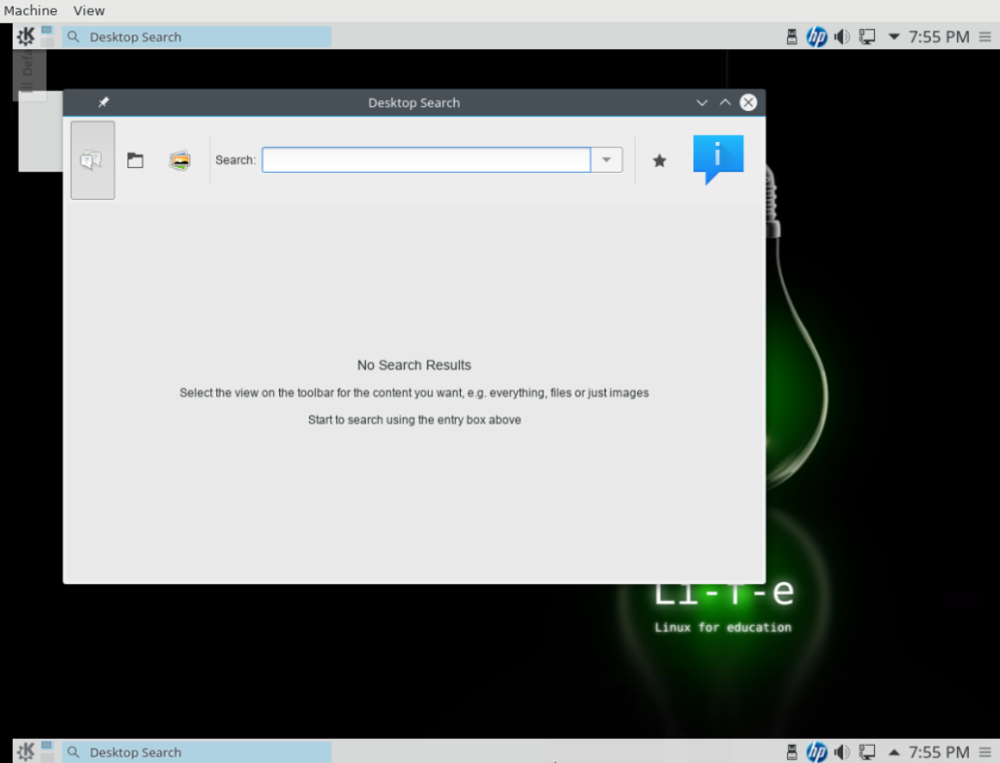 Machine View
Desktop Search
7:55 PM
Desktop Search
Search:
No Search Results
Select the view on the toolbar for the content you want, e.g. everything, files or just images
Start to search using the entry box above
Li-f-e
Linux for education
Desktop Search
7:55 PM